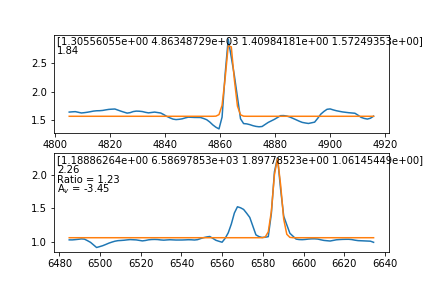 [1.30556055e+00 4.86348729e+03 1.40984181e+00 1.57249353e+00]
1.84
2.5
2.0
1.5
4800 4820 4840 4860 4880 4900 4920
[1.18886264e+00 6.58697853e+03 1.89778523e+00 1.06145449e+00]
2.26
Ratio = 1.23
Aᵥ = -3.45
2.0
1.5
1.0
6480 6500 6520 6540 6560 6580 6600 6620 6640